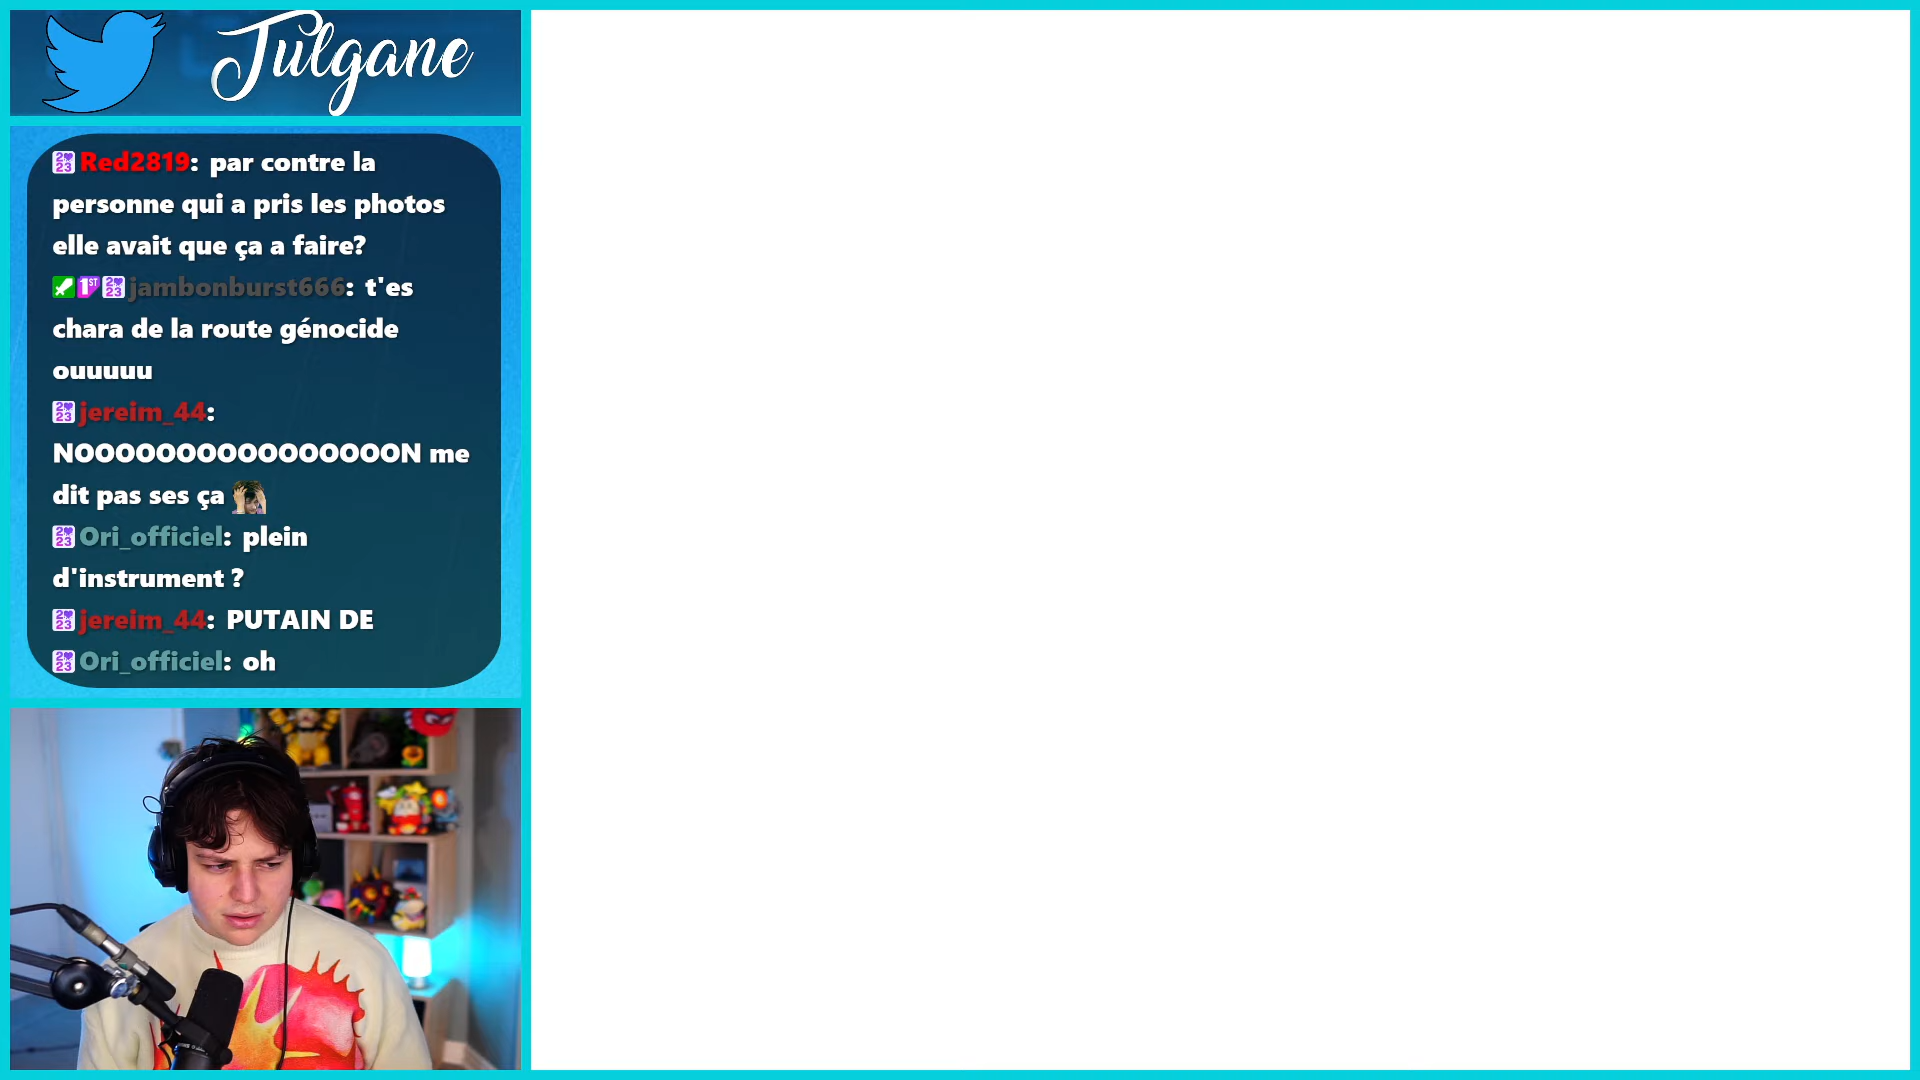 Julgane
Red2819: par contre la
personne qui a pris les photos
elle avait que ça a faire?
1ST jambonburst666: t'es
chara de la route génocide
ouuuuu
jereim_44:
NOOOOOOOOOOOOOOOON me
dit pas ses ça
Ori_officiel: plein
d'instrument ?
jereim_44: PUTAIN DE
Ori_officiel: oh